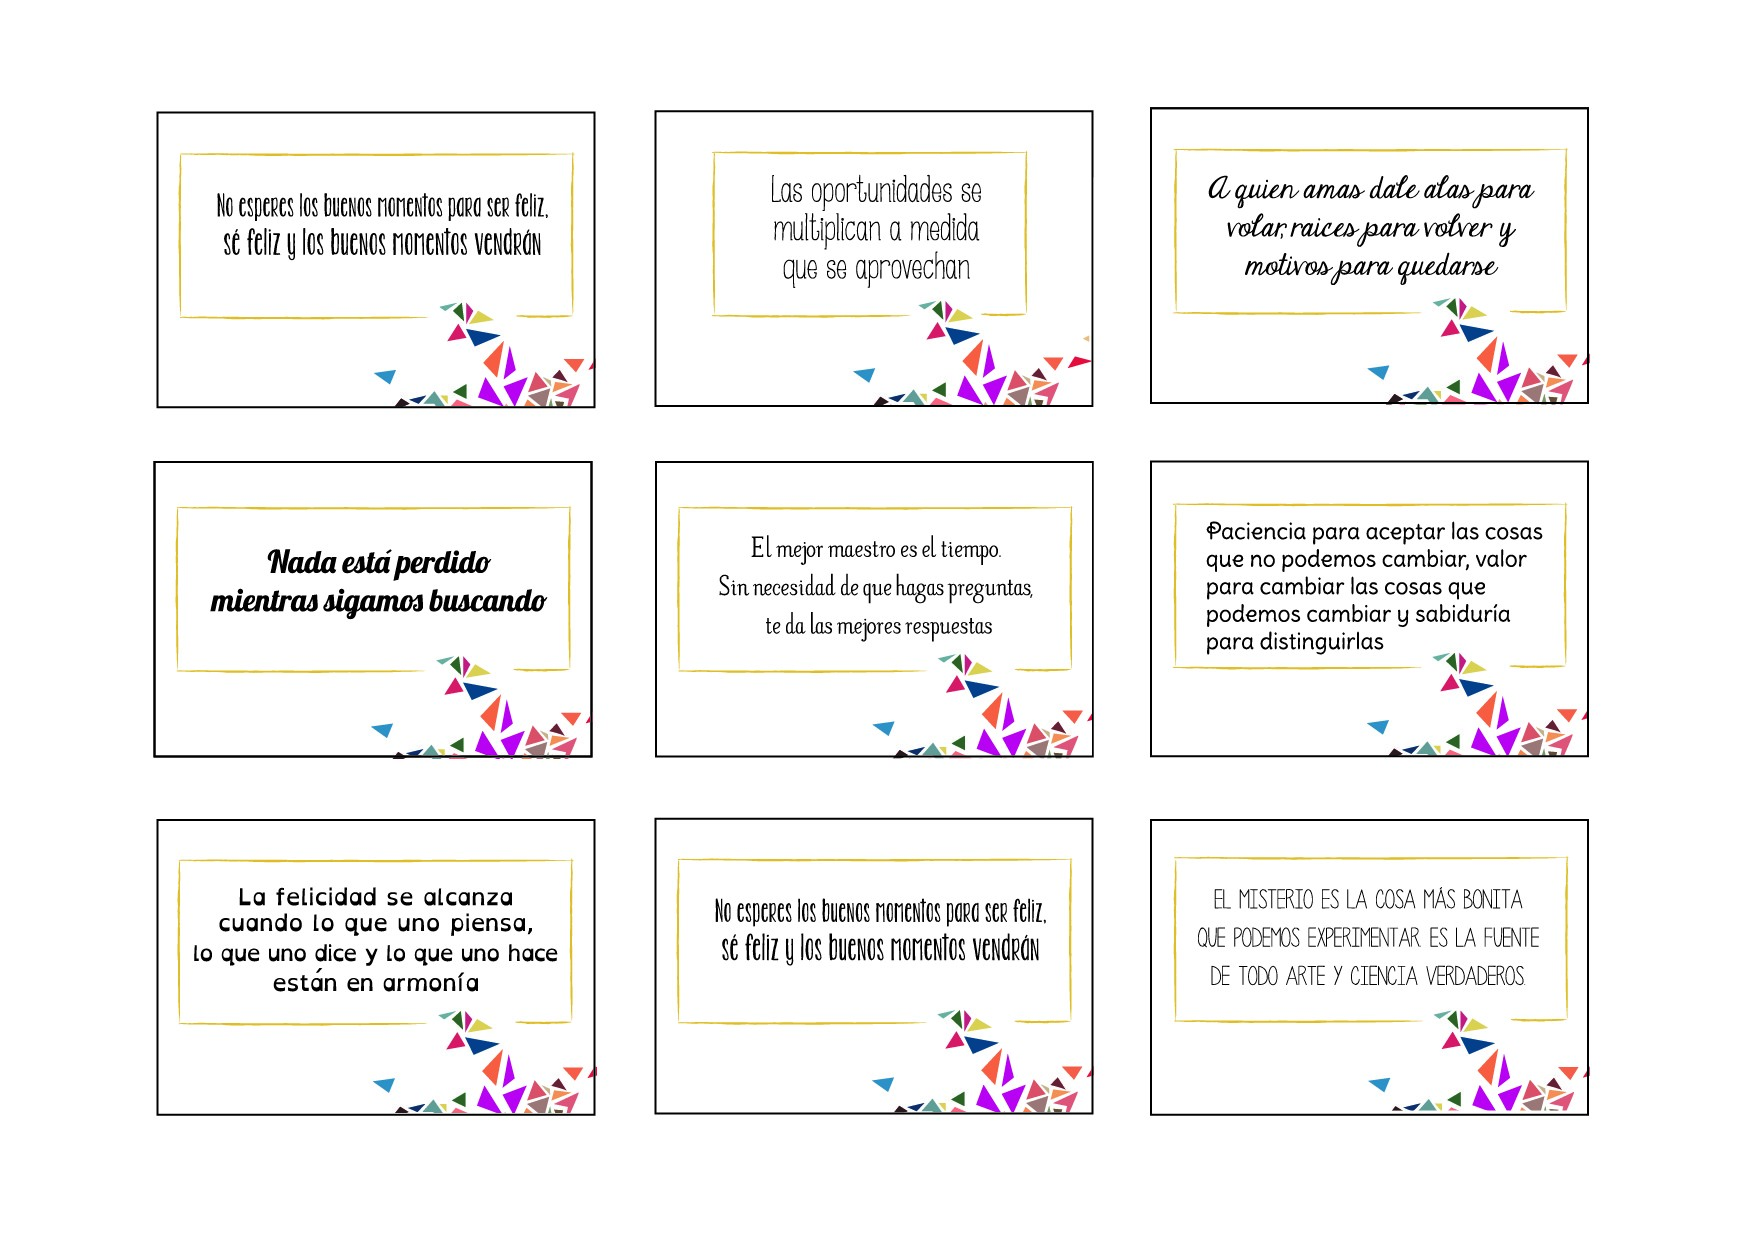 No esperes los buenos momentos para ser feliz,
sé feliz y los buenos momentos vendrán
Las oportunidades se
multiplican a medida
que se aprovechan
A quien amas dale alas para
volar, raices para volver y
motivos para quedarse
Nada está perdido
mientras sigamos buscando
El mejor maestro es el tiempo.
Sin necesidad de que hagas preguntas,
te da las mejores respuestas
Paciencia para aceptar las cosas
que no podemos cambiar, valor
para cambiar las cosas que
podemos cambiar y sabiduría
para distinguirlas
La felicidad se alcanza
cuando lo que uno piensa,
lo que uno dice y lo que uno hace
están en armonía
No esperes los buenos momentos para ser feliz,
sé feliz y los buenos momentos vendrán
EL MISTERIO ES LA COSA MÁS BONITA
QUE PODEMOS EXPERIMENTAR. ES LA FUENTE
DE TODO ARTE Y CIENCIA VERDADEROS.